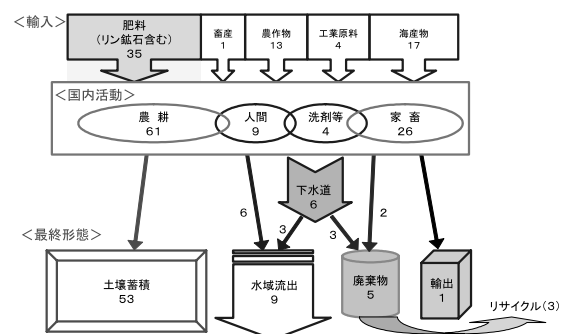 <輸入>
肥料
(リン鉱石含む)
35
畜産
1
農作物
13
工業原料
4
海産物
17
<国内活動>
農 耕
61
人間
9
洗剤等
4
家 畜
26
下水道
6
6
3
3
2
<最終形態>
土壌蓄積
53
水域流出
9
廃棄物
5
輸出
1
リサイクル(3)